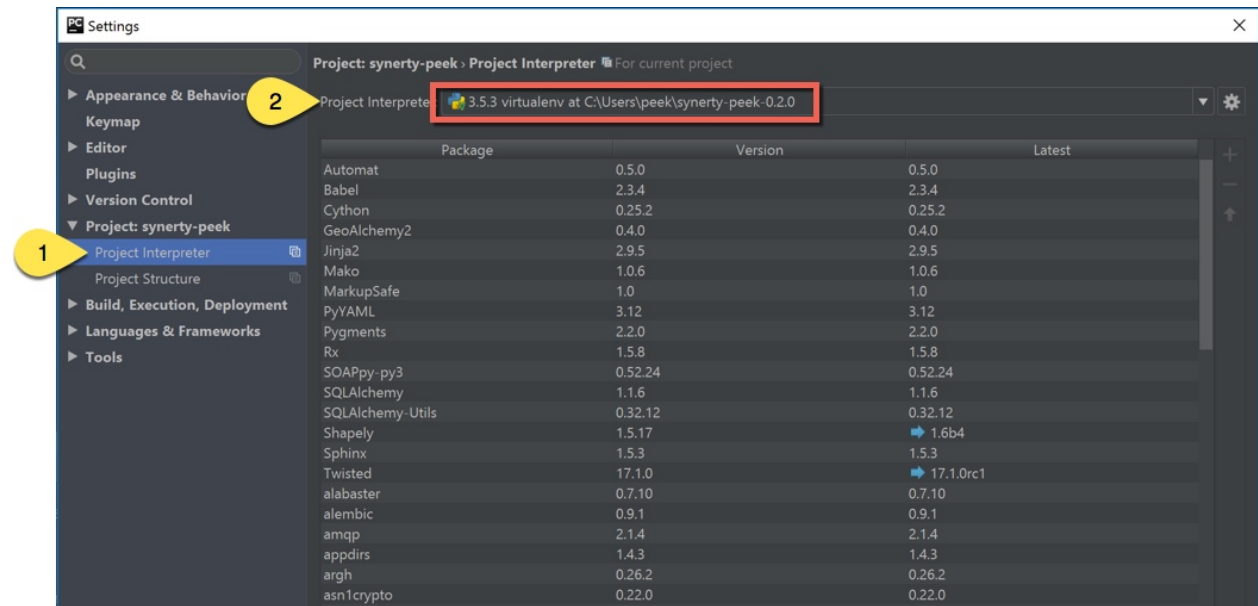 PC Settings
Project: synerty-peek › Project Interpreter For current project
Appearance & Behavior
2
Project Interpreter 3.5.3 virtualenv at C:\Users\peek\synerty-peek-0.2.0
Keymap
Editor
Plugins
Version Control
Project: synerty-peek
1
Project Interpreter
Project Structure
Build, Execution, Deployment
Languages & Frameworks
Tools
Package Version Latest
Automat 0.5.0 0.5.0
Babel 2.3.4 2.3.4
Cython 0.25.2 0.25.2
GeoAlchemy2 0.4.0 0.4.0
Jinja2 2.9.5 2.9.5
Mako 1.0.6 1.0.6
MarkupSafe 1.0 1.0
PyYAML 3.12 3.12
Pygments 2.2.0 2.2.0
Rx 1.5.8 1.5.8
SOAPpy-py3 0.52.24 0.52.24
SQLAlchemy 1.1.6 1.1.6
SQLAlchemy-Utils 0.32.12 0.32.12
Shapely 1.5.17 1.6b4
Sphinx 1.5.3 1.5.3
Twisted 17.1.0 17.1.0rc1
alabaster 0.7.10 0.7.10
alembic 0.9.1 0.9.1
amqp 2.1.4 2.1.4
appdirs 1.4.3 1.4.3
argh 0.26.2 0.26.2
asn1crypto 0.22.0 0.22.0